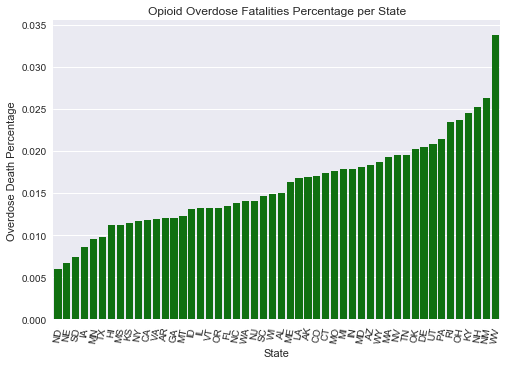 Opioid Overdose Fatalities Percentage per State
Overdose Death Percentage
0.035
0.030
0.025
0.020
0.015
0.010
0.005
0.000
ND NE SD IA MN TX HI MS KS NY CA VA AR GA MT ID IL VT OR FL NC WA NJ SC WI AL ME LA AK CO CT MO MI IN MD AZ WY MA NV TN OK DE UT PA RI OH KY NH NM WV
State